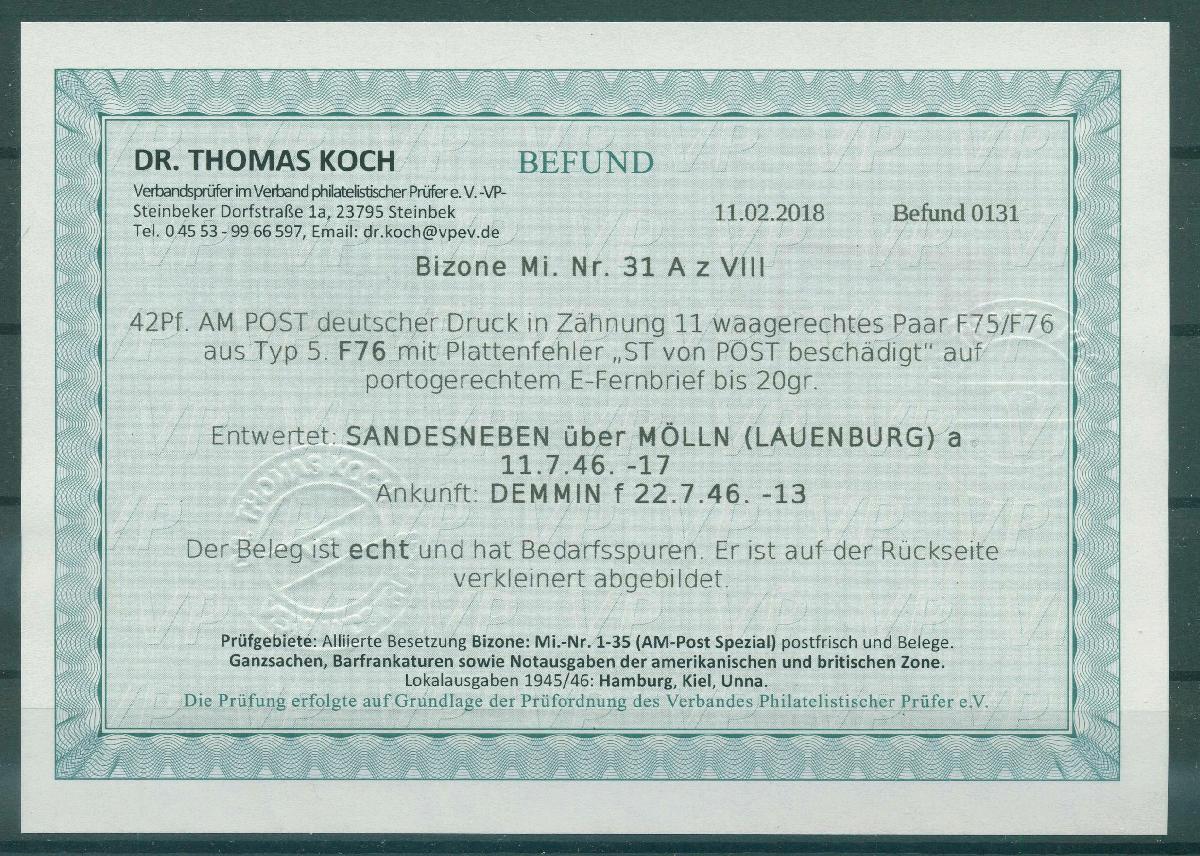 DR. THOMAS KOCH BEFUND
Verbandsprüfer im Verband philatelistischer Prüfer e. V. -VP-
Steinbeker Dorfstraße 1a, 23795 Steinbek 11.02.2018 Befund 0131
Tel. 0 45 53 - 99 66 597, Email: dr.koch@vpev.de
Bizone Mi. Nr. 31 A z VIII
42Pf. AM POST deutscher Druck in Zähnung 11 waagerechtes Paar F75/F76
aus Typ 5. F76 mit Plattenfehler „ST von POST beschädigt“ auf
portogerechtem E-Fernbrief bis 20gr.
Entwertet: SANDESNEBEN über MÖLLN (LAUENBURG) a
11.7.46. -17
Ankunft: DEMMIN f 22.7.46. -13
Der Beleg ist echt und hat Bedarfsspuren. Er ist auf der Rückseite
verkleinert abgebildet.
Prüfgebiete: Alliierte Besetzung Bizone: Mi.-Nr. 1-35 (AM-Post Spezial) postfrisch und Belege.
Ganzsachen, Barfrankaturen sowie Notausgaben der amerikanischen und britischen Zone.
Lokalausgaben 1945/46: Hamburg, Kiel, Unna.
Die Prüfung erfolgte auf Grundlage der Prüfordnung des Verbandes Philatelistischer Prüfer e.V.